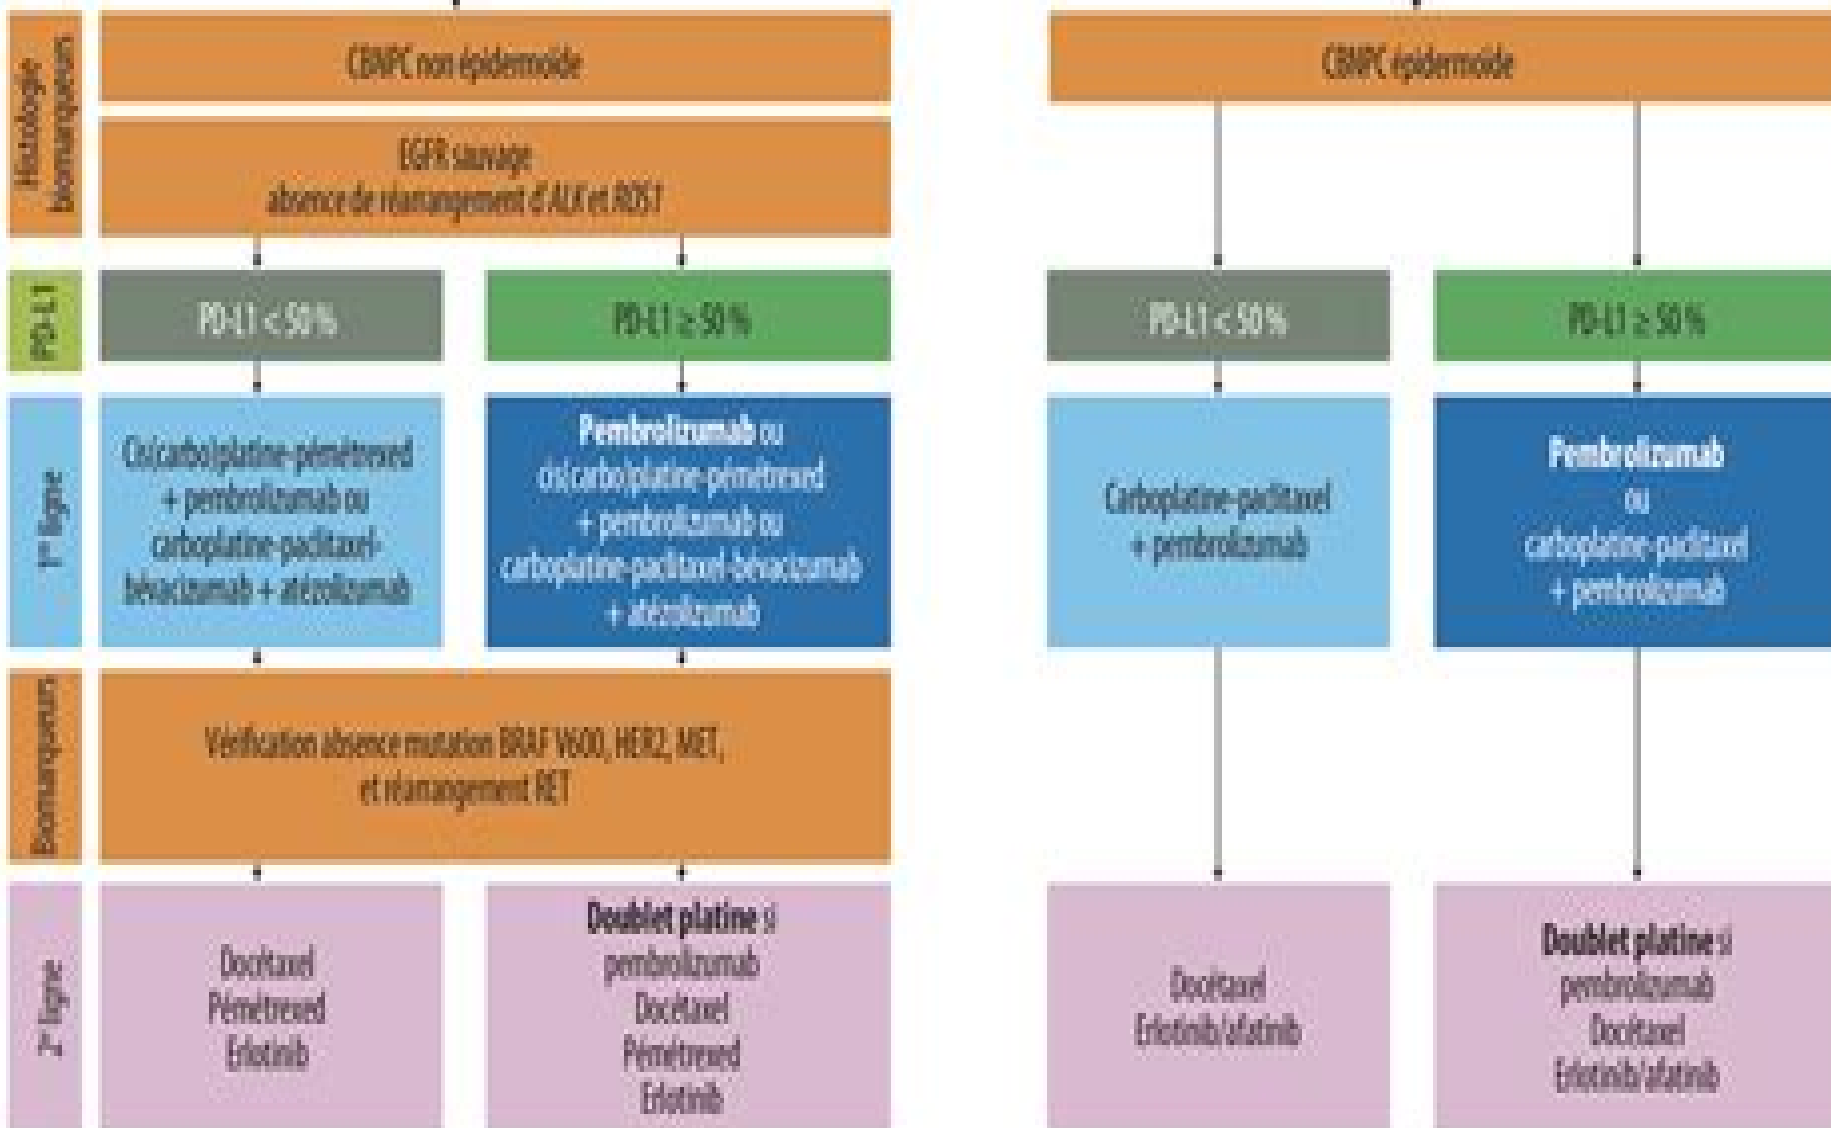 Histologie
biomarqueurs
CBNPC non épidermoïde
EGFR sauvage
absence de réarrangement d'ALK et ROS1
CBNPC épidermoïde
PD-L1
PD-L1 < 50 %
PD-L1 ≥ 50 %
PD-L1 < 50 %
PD-L1 ≥ 50 %
1re ligne
Cis(carbo)platine-pémétrexed
+ pembrolizumab ou
carboplatine-paclitaxel-
bévacizumab + atézolizumab
Pembrolizumab ou
cis(carbo)platine-pémétrexed
+ pembrolizumab ou
carboplatine-paclitaxel-bévacizumab
+ atézolizumab
Carboplatine-paclitaxel
+ pembrolizumab
Pembrolizumab
ou
carboplatine-paclitaxel
+ pembrolizumab
Biomarqueurs
Vérification absence mutation BRAF V600, HER2, MET,
et réarrangement RET
2e ligne
Docétaxel
Pémétrexed
Erlotinib
Doublet platine si
pembrolizumab
Docétaxel
Pémétrexed
Erlotinib
Docétaxel
Erlotinib/afatinib
Doublet platine si
pembrolizumab
Docétaxel
Erlotinib/afatinib